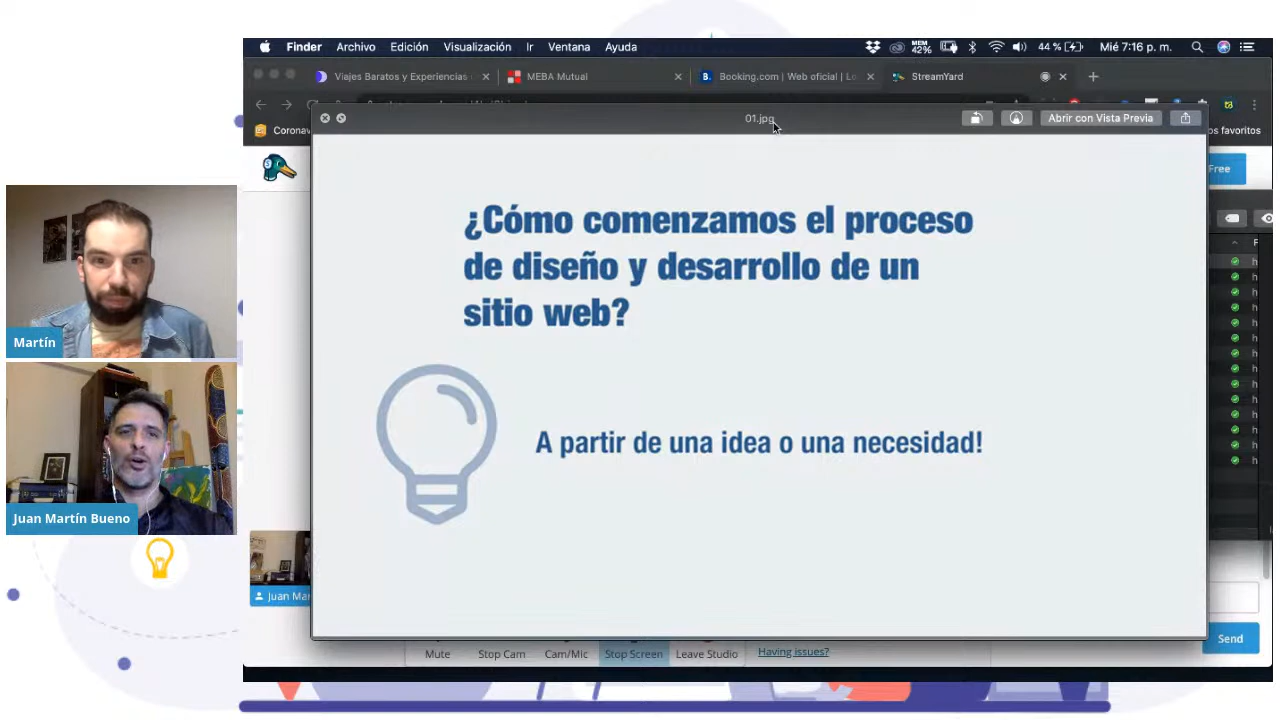 Finder Archivo Edición Visualización Ir Ventana Ayuda MEM 42% 44 % Mié 7:16 p. m.
Viajes Baratos y Experiencias MEBA Mutual B. Booking.com | Web oficial | Lo StreamYard
01.jpg Abrir con Vista Previa
Coronav os favoritos
Free
¿Cómo comenzamos el proceso
de diseño y desarrollo de un
sitio web?
A partir de una idea o una necesidad!
Martín
Juan Martín Bueno
Juan Mar
Send
Mute Stop Cam Cam/Mic Stop Screen Leave Studio Having issues?